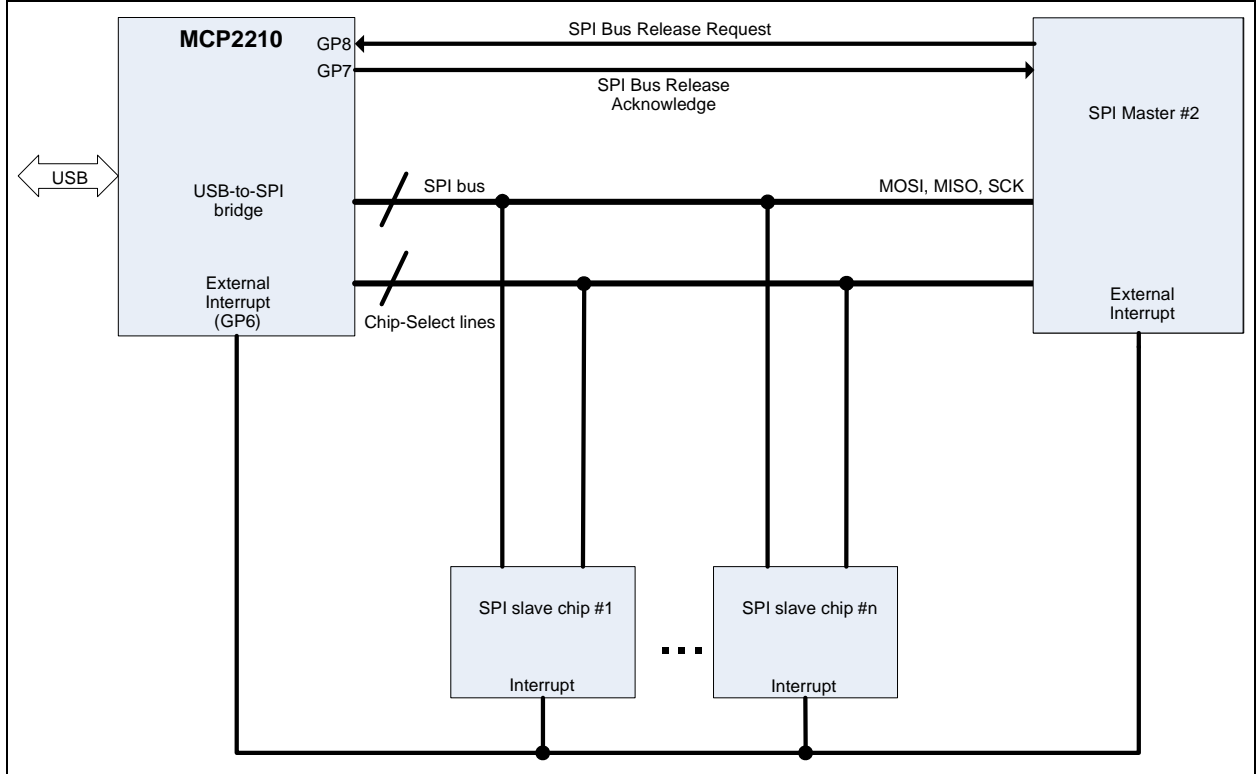 MCP2210
GP8
GP7
SPI Bus Release Request
SPI Bus Release
Acknowledge
SPI Master #2
USB
USB-to-SPI
bridge
SPI bus
MOSI, MISO, SCK
External
Interrupt
(GP6)
Chip-Select lines
External
Interrupt
SPI slave chip #1
SPI slave chip #n
Interrupt
Interrupt